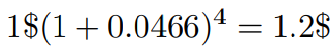 1$(1 + 0.0466)⁴ = 1.2$